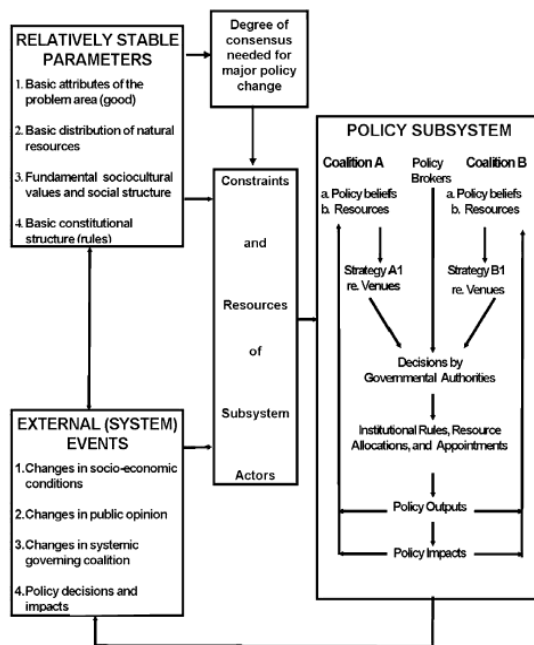 RELATIVELY STABLE
PARAMETERS
1. Basic attributes of the
problem area (good)
2. Basic distribution of natural
resources
3. Fundamental sociocultural
values and social structure
4. Basic constitutional
structure (rules)
Degree of
consensus
needed for
major policy
change
Constraints
and
Resources
of
Subsystem
Actors
EXTERNAL (SYSTEM)
EVENTS
1. Changes in socio-economic
conditions
2. Changes in public opinion
3. Changes in systemic
governing coalition
4. Policy decisions and
impacts
POLICY SUBSYSTEM
Coalition A
a. Policy beliefs
b. Resources
Policy
Brokers
Coalition B
a. Policy beliefs
b. Resources
Strategy A1
re. Venues
Strategy B1
re. Venues
Decisions by
Governmental Authorities
Institutional Rules, Resource
Allocations, and Appointments
Policy Outputs
Policy Impacts